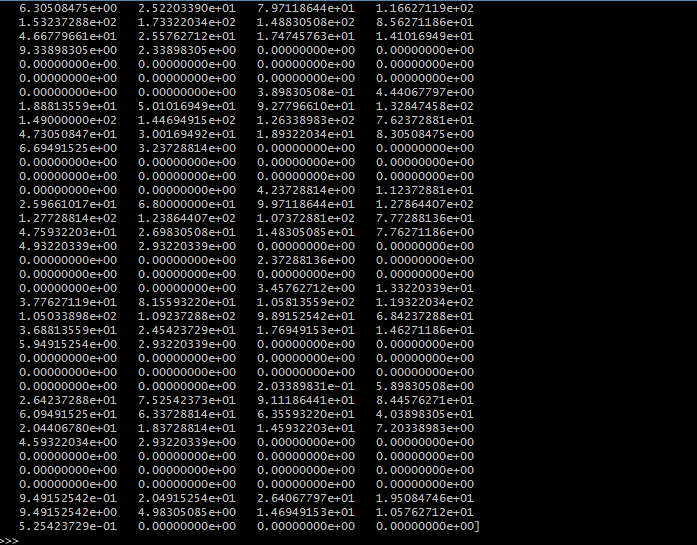 6.30508475e+00 2.52203390e+01 7.97118644e+01 1.16627119e+02
1.53237288e+02 1.73322034e+02 1.48830508e+02 8.56271186e+01
4.66779661e+01 2.55762712e+01 1.74745763e+01 1.41016949e+01
9.33898305e+00 2.33898305e+00 0.00000000e+00 0.00000000e+00
0.00000000e+00 0.00000000e+00 0.00000000e+00 0.00000000e+00
0.00000000e+00 0.00000000e+00 0.00000000e+00 0.00000000e+00
0.00000000e+00 0.00000000e+00 3.89830508e-01 4.44067797e+00
1.88813559e+01 5.01016949e+01 9.27796610e+01 1.32847458e+02
1.49000000e+02 1.44694915e+02 1.26338983e+02 7.62372881e+01
4.73050847e+01 3.00169492e+01 1.89322034e+01 8.30508475e+00
6.69491525e+00 3.23728814e+00 0.00000000e+00 0.00000000e+00
0.00000000e+00 0.00000000e+00 0.00000000e+00 0.00000000e+00
0.00000000e+00 0.00000000e+00 0.00000000e+00 0.00000000e+00
0.00000000e+00 0.00000000e+00 4.23728814e+00 1.12372881e+01
2.59661017e+01 6.80000000e+01 9.97118644e+01 1.27864407e+02
1.27728814e+02 1.23864407e+02 1.07372881e+02 7.77288136e+01
4.75932203e+01 2.69830508e+01 1.48305085e+01 7.76271186e+00
4.93220339e+00 2.93220339e+00 0.00000000e+00 0.00000000e+00
0.00000000e+00 0.00000000e+00 2.37288136e+00 0.00000000e+00
0.00000000e+00 0.00000000e+00 0.00000000e+00 0.00000000e+00
0.00000000e+00 0.00000000e+00 3.45762712e+00 1.33220339e+01
3.77627119e+01 8.15593220e+01 1.05813559e+02 1.19322034e+02
1.05033898e+02 1.09237288e+02 9.89152542e+01 6.84237288e+01
3.68813559e+01 2.45423729e+01 1.76949153e+01 1.46271186e+01
5.94915254e+00 2.93220339e+00 0.00000000e+00 0.00000000e+00
0.00000000e+00 0.00000000e+00 0.00000000e+00 0.00000000e+00
0.00000000e+00 0.00000000e+00 0.00000000e+00 0.00000000e+00
0.00000000e+00 0.00000000e+00 2.03389831e-01 5.89830508e+00
2.64237288e+01 7.52542373e+01 9.11186441e+01 8.44576271e+01
6.09491525e+01 6.33728814e+01 6.35593220e+01 4.03898305e+01
2.04406780e+01 1.83728814e+01 1.45932203e+01 7.20338983e+00
4.59322034e+00 2.93220339e+00 0.00000000e+00 0.00000000e+00
0.00000000e+00 0.00000000e+00 0.00000000e+00 0.00000000e+00
0.00000000e+00 0.00000000e+00 0.00000000e+00 0.00000000e+00
0.00000000e+00 0.00000000e+00 0.00000000e+00 0.00000000e+00
9.49152542e-01 2.04915254e+01 2.64067797e+01 1.95084746e+01
9.49152542e+00 4.98305085e+00 1.46949153e+01 1.05762712e+01
5.25423729e-01 0.00000000e+00 0.00000000e+00 0.00000000e+00]
>>>